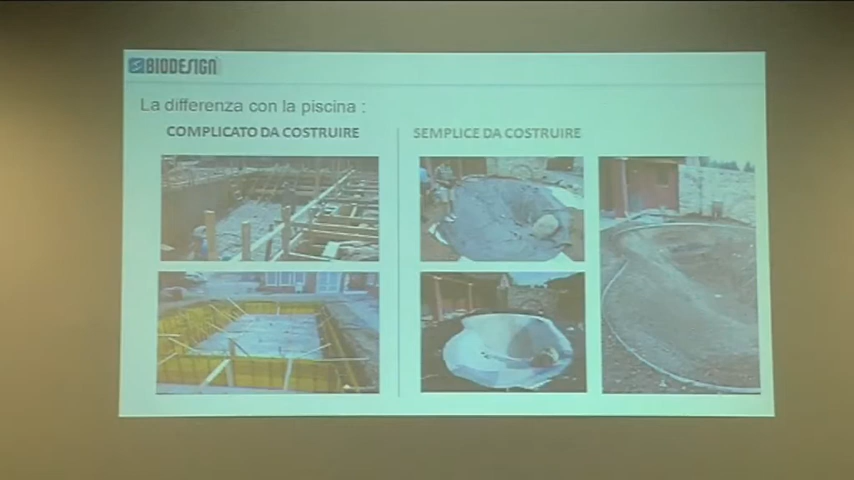 BIODESIGN
La differenza con la piscina :
COMPLICATO DA COSTRUIRE
SEMPLICE DA COSTRUIRE